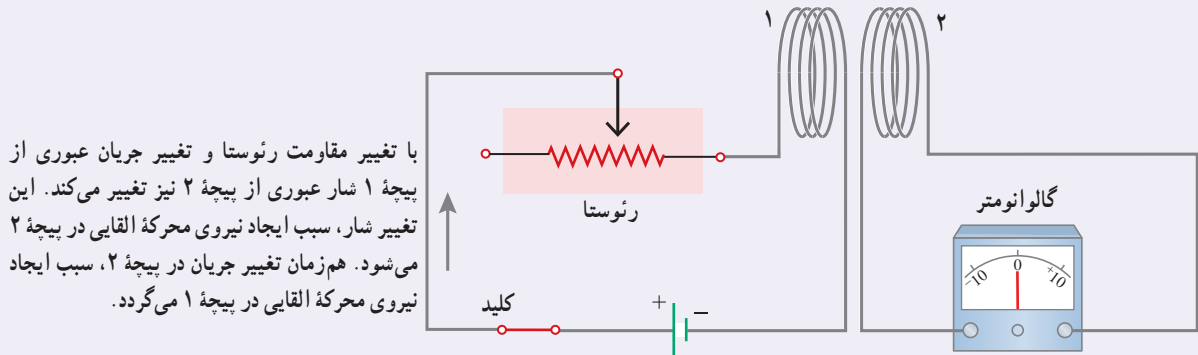 ۱
۲
با تغییر مقاومت رئوستا و تغییر جریان عبوری از
پیچهٔ ۱ شار عبوری از پیچهٔ ۲ نیز تغییر می‌کند. این
تغییر شار، سبب ایجاد نیروی محرکهٔ القایی در پیچهٔ ۲
می‌شود. هم‌زمان تغییر جریان در پیچهٔ ۲، سبب ایجاد
نیروی محرکهٔ القایی در پیچهٔ ۱ می‌گردد.
رئوستا
گالوانومتر
−10 0 +10
کلید
+ −